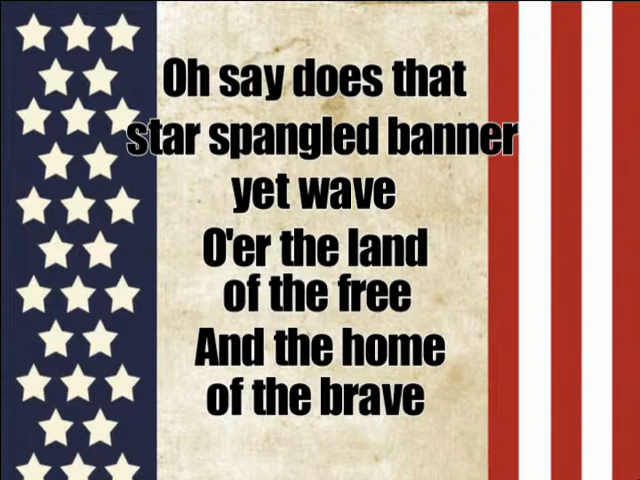 Oh say does that
star spangled banner
yet wave
O'er the land
of the free
And the home
of the brave